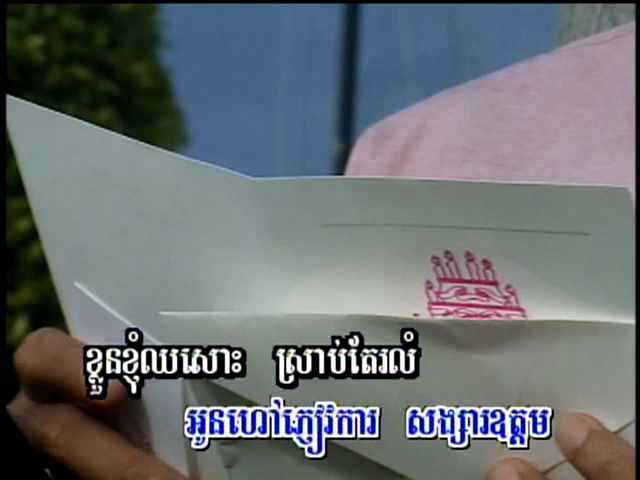 ខ្លួនខ្ញុំឈសោះ ស្រាប់តែរលំ
អូនហៅភ្ញៀវការ សង្សារឧត្តម